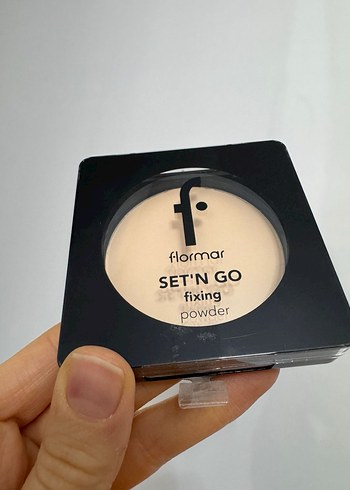 f
flormar
SET'N GO
fixing
powder